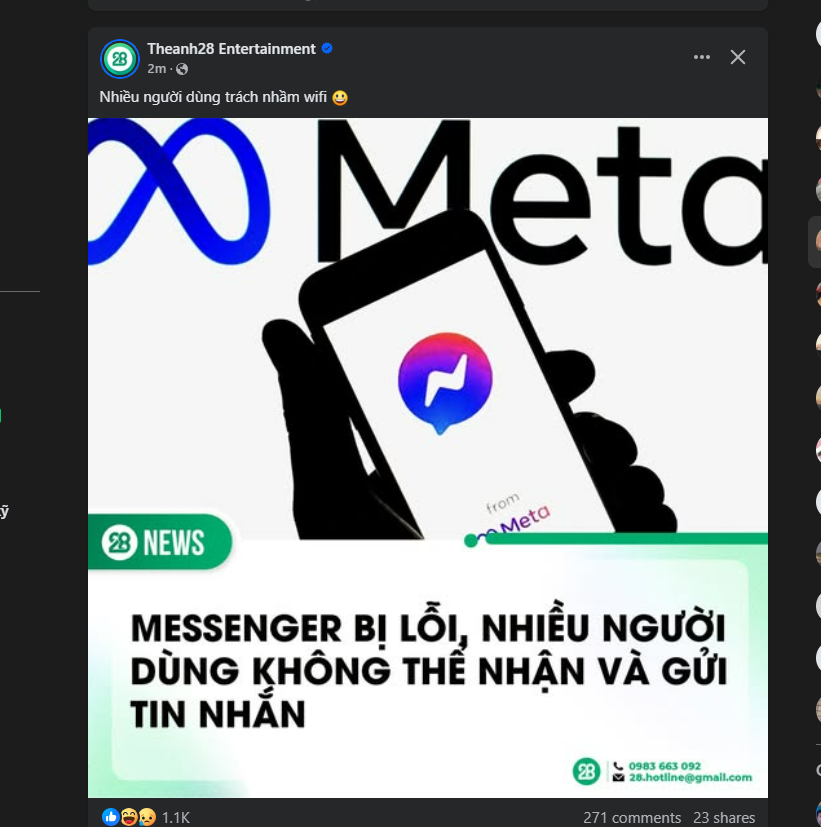 Theanh28 Entertainment
2m ·
Nhiều người dùng trách nhầm wifi 😀
Meta
from
Meta
28 NEWS
MESSENGER BỊ LỖI, NHIỀU NGƯỜI
DÙNG KHÔNG THỂ NHẬN VÀ GỬI
TIN NHẮN
28
0983 663 092
28.hotline@gmail.com
1.1K
271 comments 23 shares